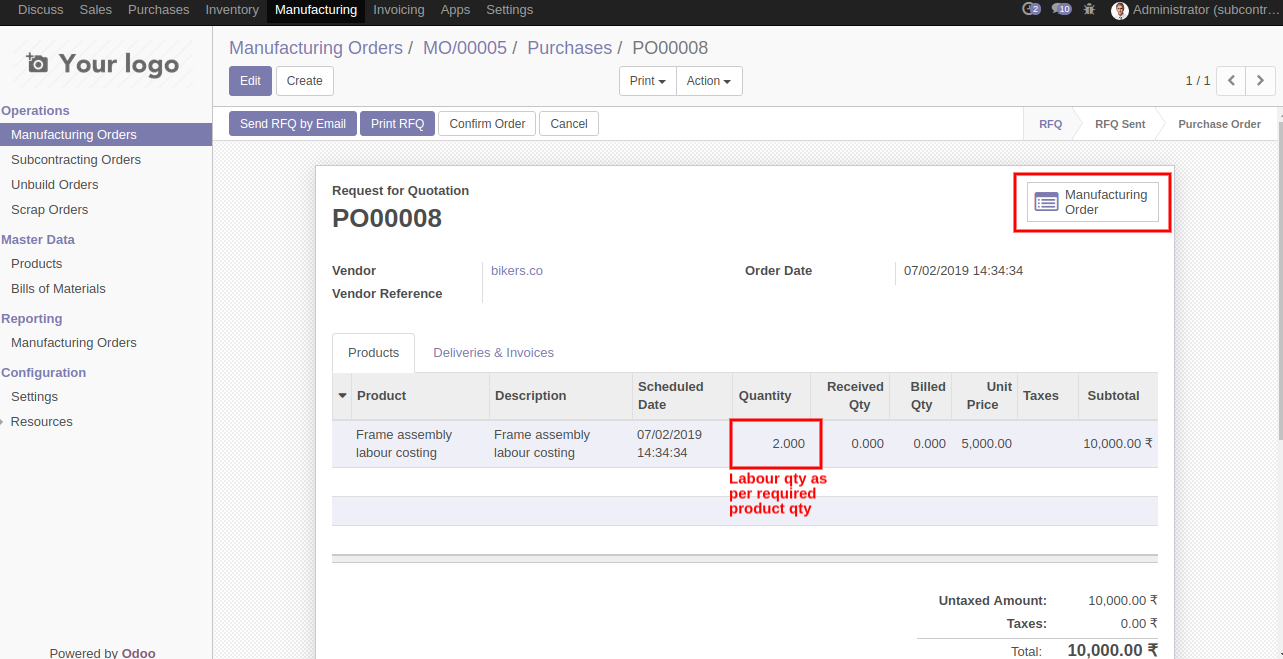 Discuss Sales Purchases Inventory Manufacturing Invoicing Apps Settings 2 10 Administrator (subcontr...
Your logo
Manufacturing Orders / MO/00005 / Purchases / PO00008
Edit Create Print Action 1 / 1
Operations
Manufacturing Orders
Subcontracting Orders
Unbuild Orders
Scrap Orders
Master Data
Products
Bills of Materials
Reporting
Manufacturing Orders
Configuration
Settings
Resources
Powered by Odoo
Send RFQ by Email Print RFQ Confirm Order Cancel RFQ RFQ Sent Purchase Order
Request for Quotation
PO00008
Manufacturing
Order
Vendor bikers.co Order Date 07/02/2019 14:34:34
Vendor Reference
Products Deliveries & Invoices
Product Description Scheduled Date Quantity Received Qty Billed Qty Unit Price Taxes Subtotal
Frame assembly labour costing Frame assembly labour costing 07/02/2019 14:34:34 2.000 0.000 0.000 5,000.00 10,000.00 ₹
Labour qty as
per required
product qty
Untaxed Amount: 10,000.00 ₹
Taxes: 0.00 ₹
Total: 10,000.00 ₹